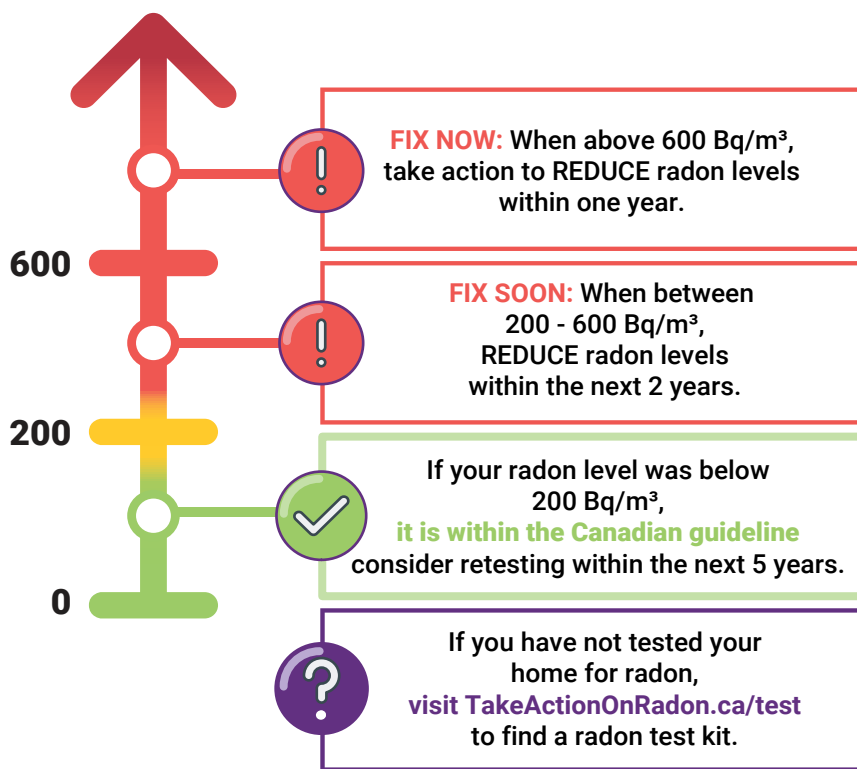 FIX NOW: When above 600 Bq/m³,
take action to REDUCE radon levels
within one year.
600
FIX SOON: When between
200 - 600 Bq/m³,
REDUCE radon levels
within the next 2 years.
200
If your radon level was below
200 Bq/m³,
it is within the Canadian guideline
consider retesting within the next 5 years.
0
If you have not tested your
home for radon,
visit TakeActionOnRadon.ca/test
to find a radon test kit.